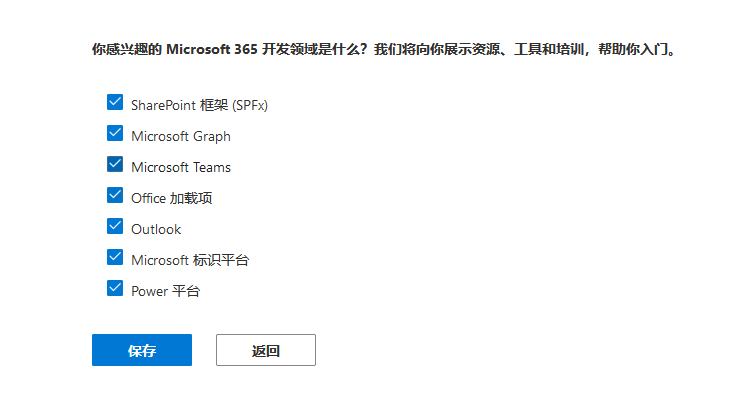 你感兴趣的 Microsoft 365 开发领域是什么？我们将向你展示资源、工具和培训，帮助你入门。
SharePoint 框架 (SPFx)
Microsoft Graph
Microsoft Teams
Office 加载项
Outlook
Microsoft 标识平台
Power 平台
保存 返回